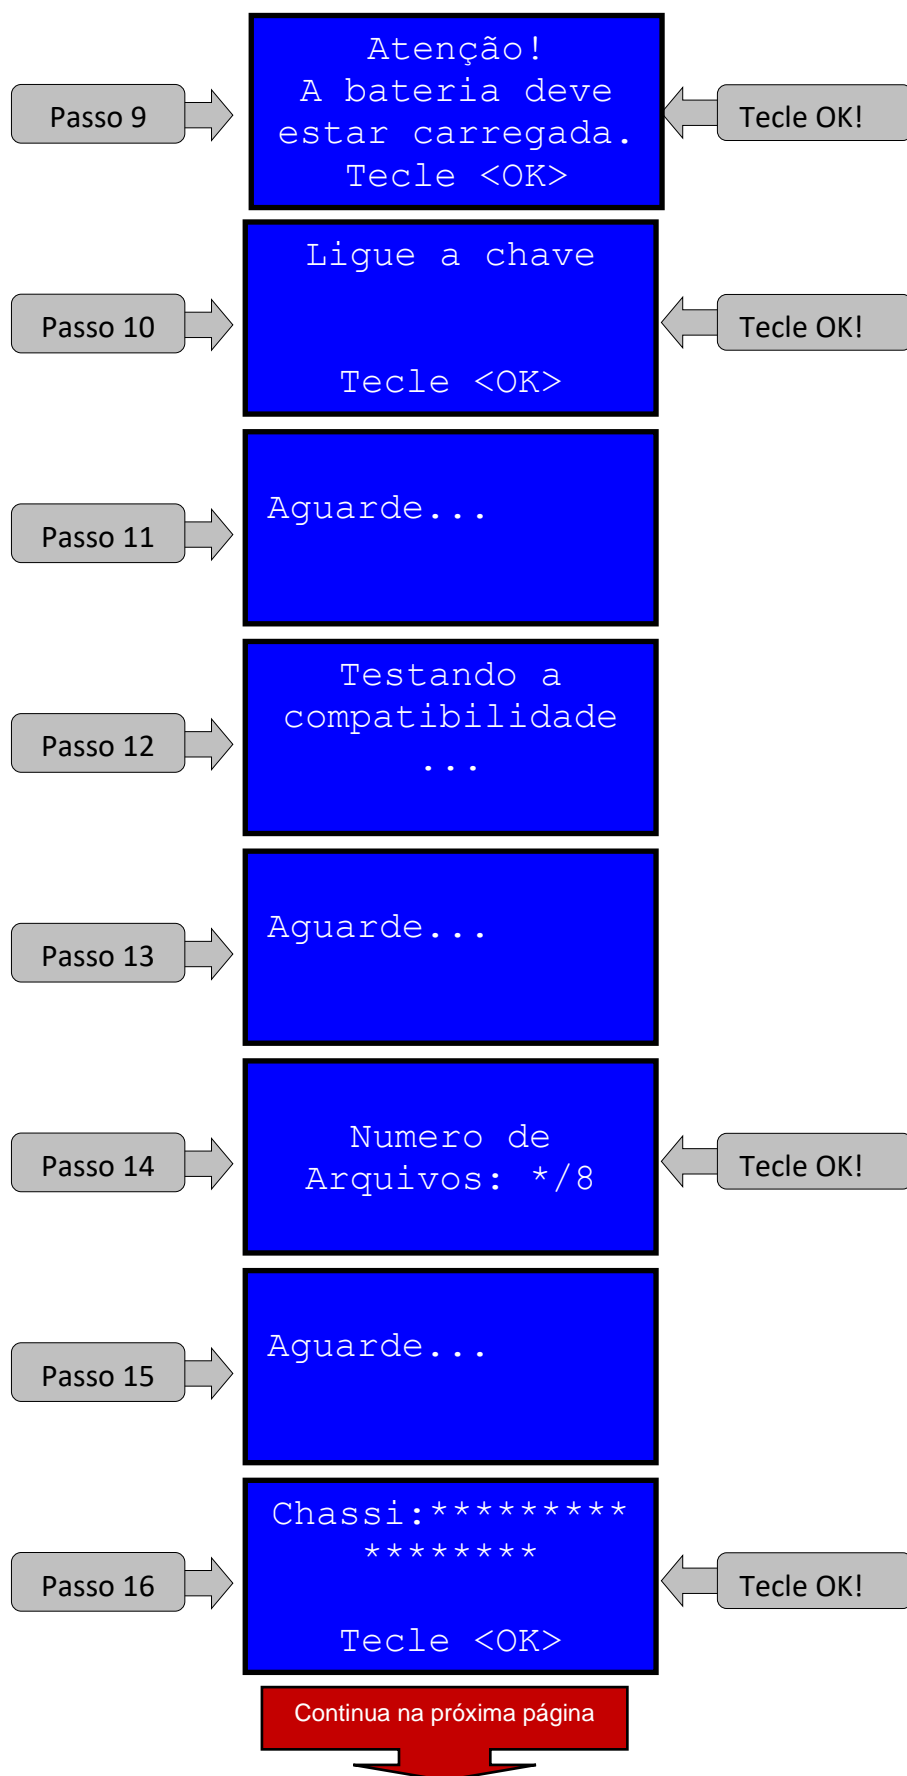 Passo 9
Atenção!
A bateria deve
estar carregada.
Tecle <OK>
Tecle OK!
Passo 10
Ligue a chave
Tecle <OK>
Tecle OK!
Passo 11
Aguarde...
Passo 12
Testando a
compatibilidade
...
Passo 13
Aguarde...
Passo 14
Numero de
Arquivos: */8
Tecle OK!
Passo 15
Aguarde...
Passo 16
Chassi:*********
********
Tecle <OK>
Tecle OK!
Continua na próxima página